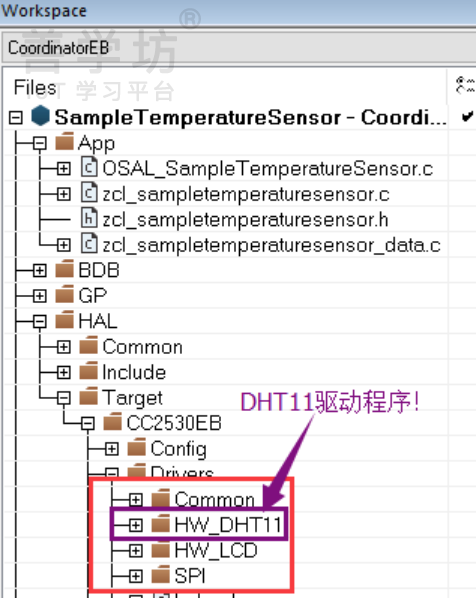 Workspace
CoordinatorEB
善学坊®
IoT 学习平台
Files
SampleTemperatureSensor - Coordi...
App
OSAL_SampleTemperatureSensor.c
zcl_sampletemperaturesensor.c
zcl_sampletemperaturesensor.h
zcl_sampletemperaturesensor_data.c
BDB
GP
HAL
Common
Include
Target
DHT11驱动程序!
CC2530EB
Config
Drivers
Common
HW_DHT11
HW_LCD
SPI